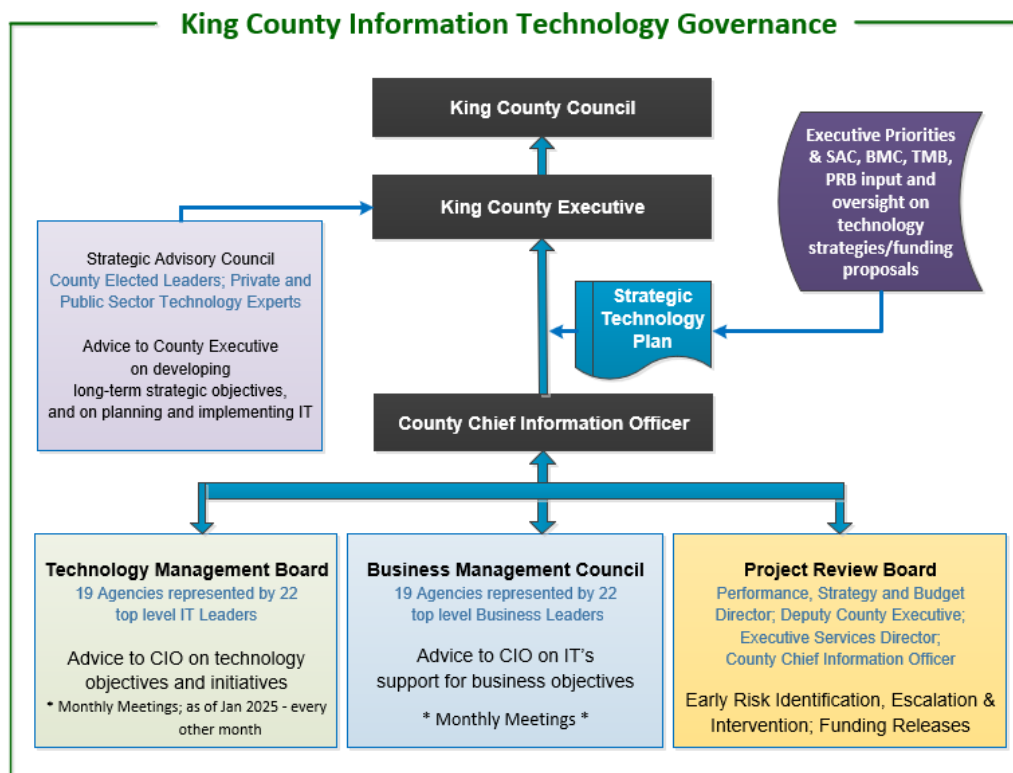 King County Information Technology Governance
King County Council
Executive Priorities
& SAC, BMC, TMB,
PRB input and
oversight on
technology
strategies/funding
proposals
King County Executive
Strategic Advisory Council
County Elected Leaders; Private and
Public Sector Technology Experts
Advice to County Executive
on developing
long-term strategic objectives,
and on planning and implementing IT
Strategic
Technology
Plan
County Chief Information Officer
Technology Management Board
19 Agencies represented by 22
top level IT Leaders
Advice to CIO on technology
objectives and initiatives
* Monthly Meetings; as of Jan 2025 - every
other month
Business Management Council
19 Agencies represented by 22
top level Business Leaders
Advice to CIO on IT's
support for business objectives
* Monthly Meetings *
Project Review Board
Performance, Strategy and Budget
Director; Deputy County Executive;
Executive Services Director;
County Chief Information Officer
Early Risk Identification, Escalation &
Intervention; Funding Releases